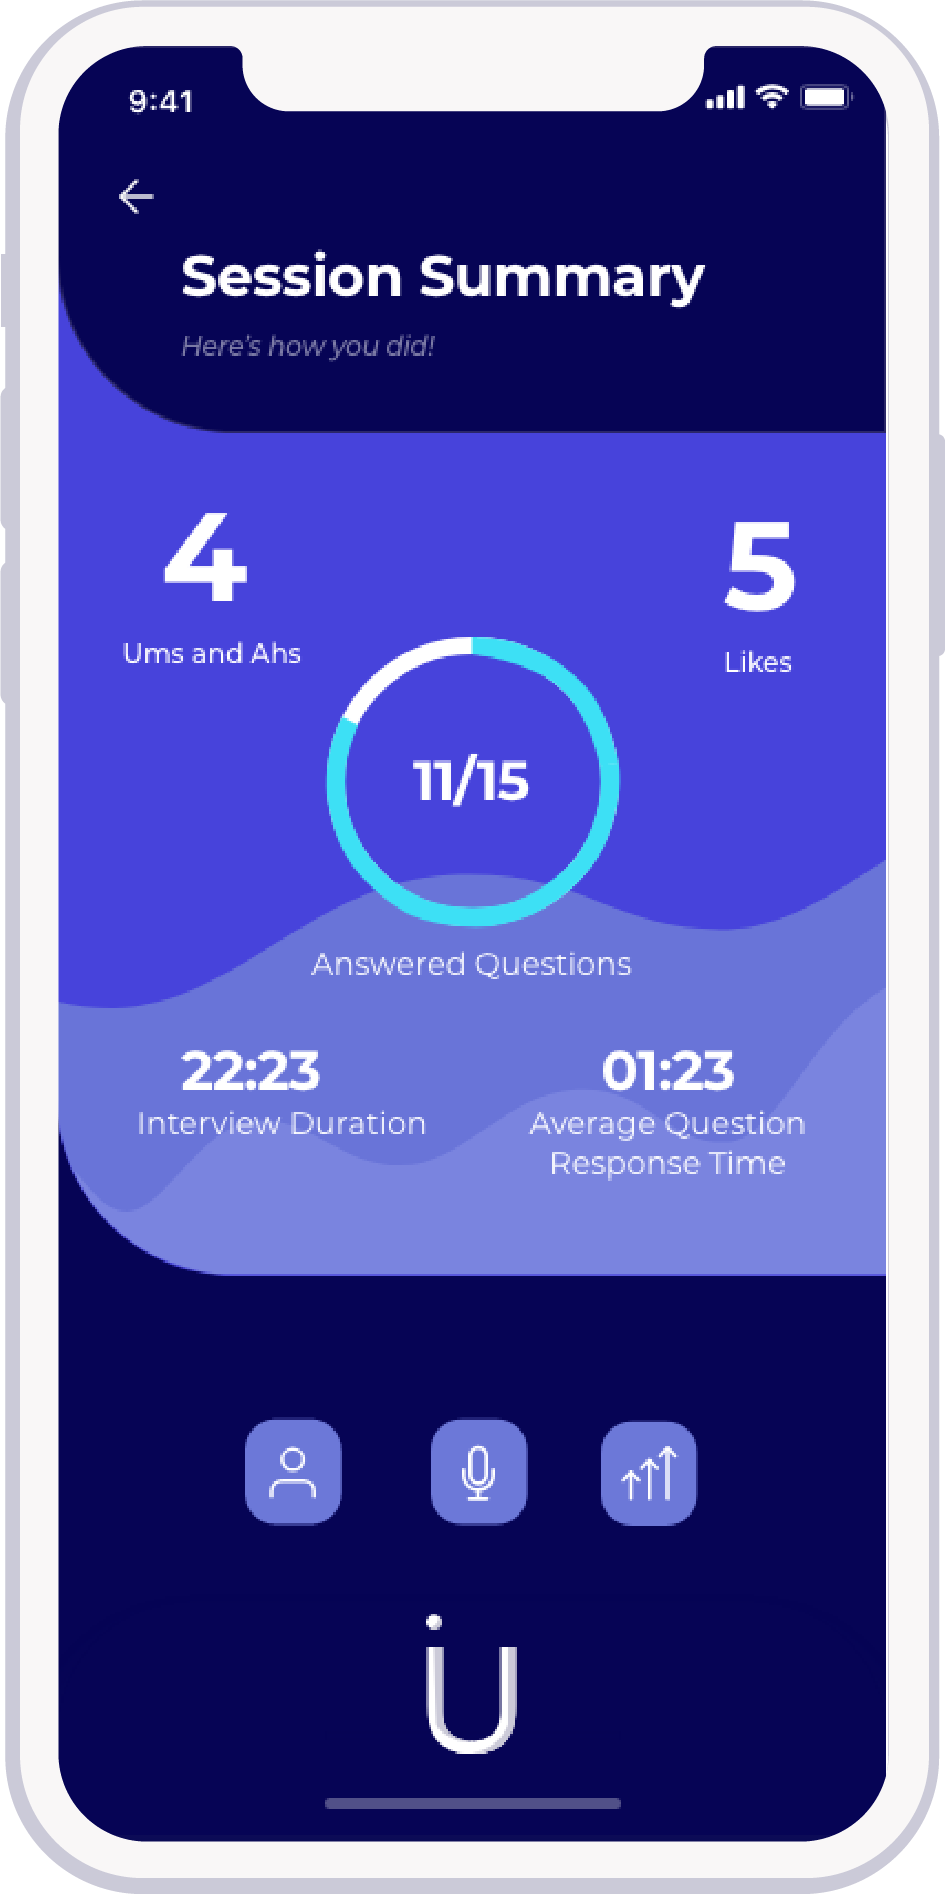 9:41
Session Summary
Here's how you did!
4
Ums and Ahs
5
Likes
11/15
Answered Questions
22:23
Interview Duration
01:23
Average Question
Response Time